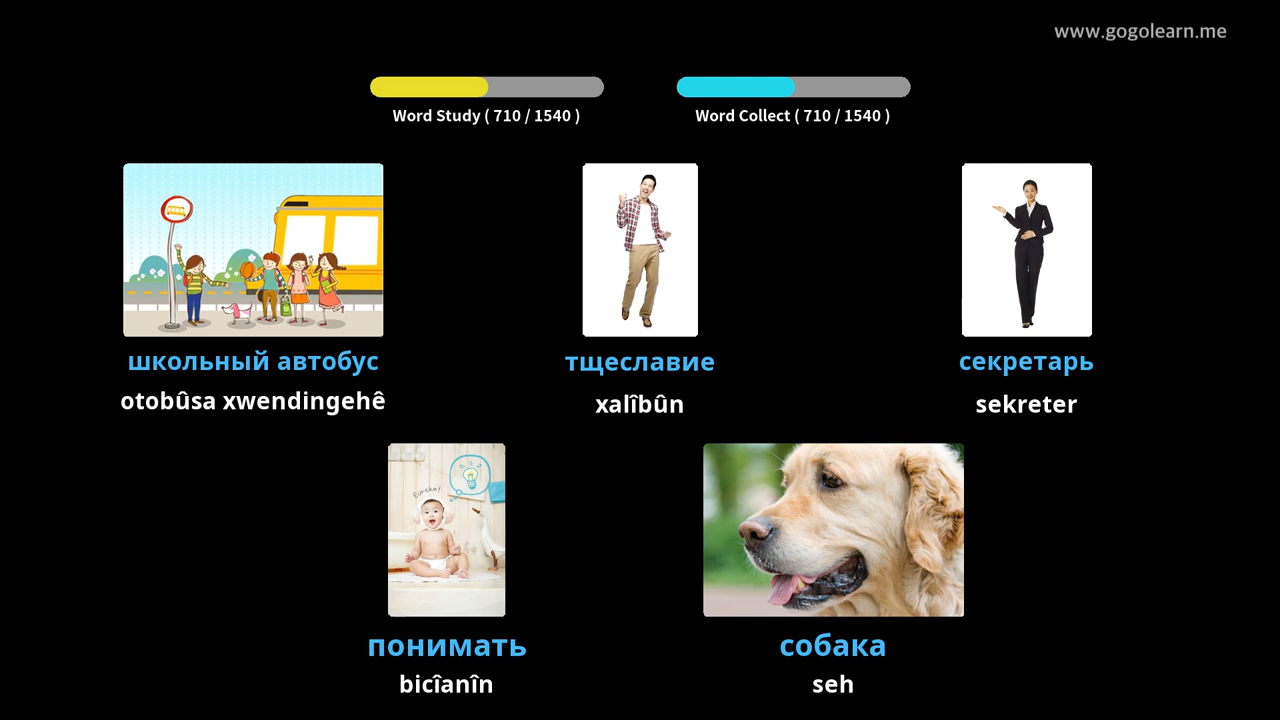 www.gogolearn.me
Word Study ( 710 / 1540 )
Word Collect ( 710 / 1540 )
школьный автобус
otobûsa xwendingehê
тщеславие
xalîbûn
секретарь
sekreter
Eureka!
понимать
bicîanîn
собака
seh